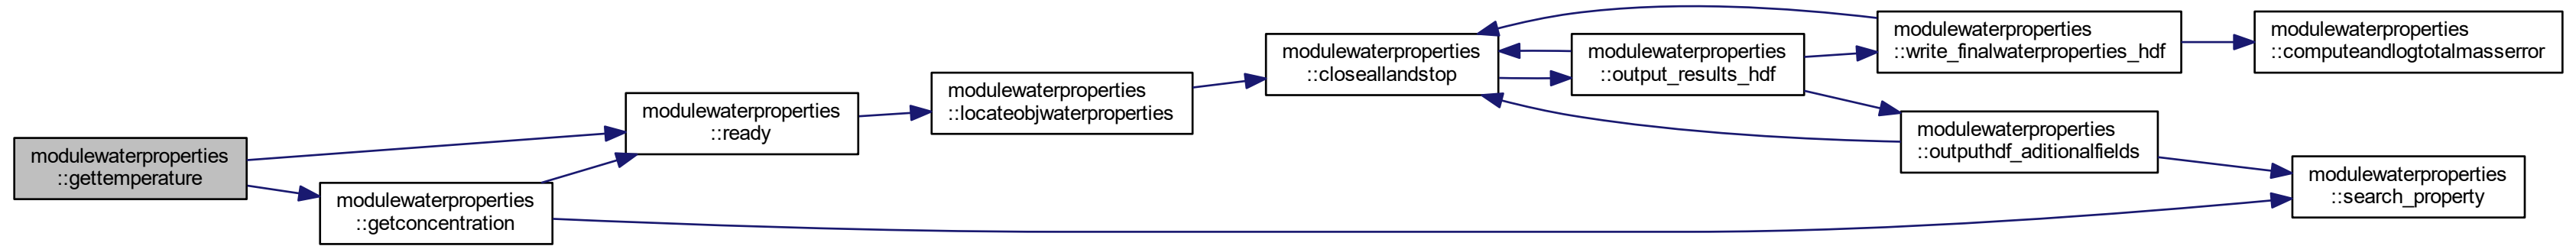 modulewaterproperties
::gettemperature
modulewaterproperties
::getconcentration
modulewaterproperties
::ready
modulewaterproperties
::locateobjwaterproperties
modulewaterproperties
::closeallandstop
modulewaterproperties
::output_results_hdf
modulewaterproperties
::write_finalwaterproperties_hdf
modulewaterproperties
::computeandlogtotalmasserror
modulewaterproperties
::outputhdf_aditionalfields
modulewaterproperties
::search_property